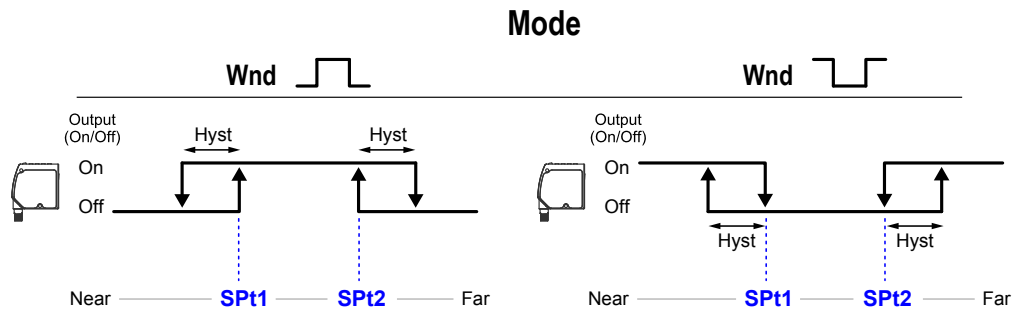 Mode
Wnd
Wnd
Output
(On/Off)
Hyst
Hyst
On
Off
Near
SPt1
SPt2
Far
Output
(On/Off)
On
Off
Hyst
Hyst
Near
SPt1
SPt2
Far